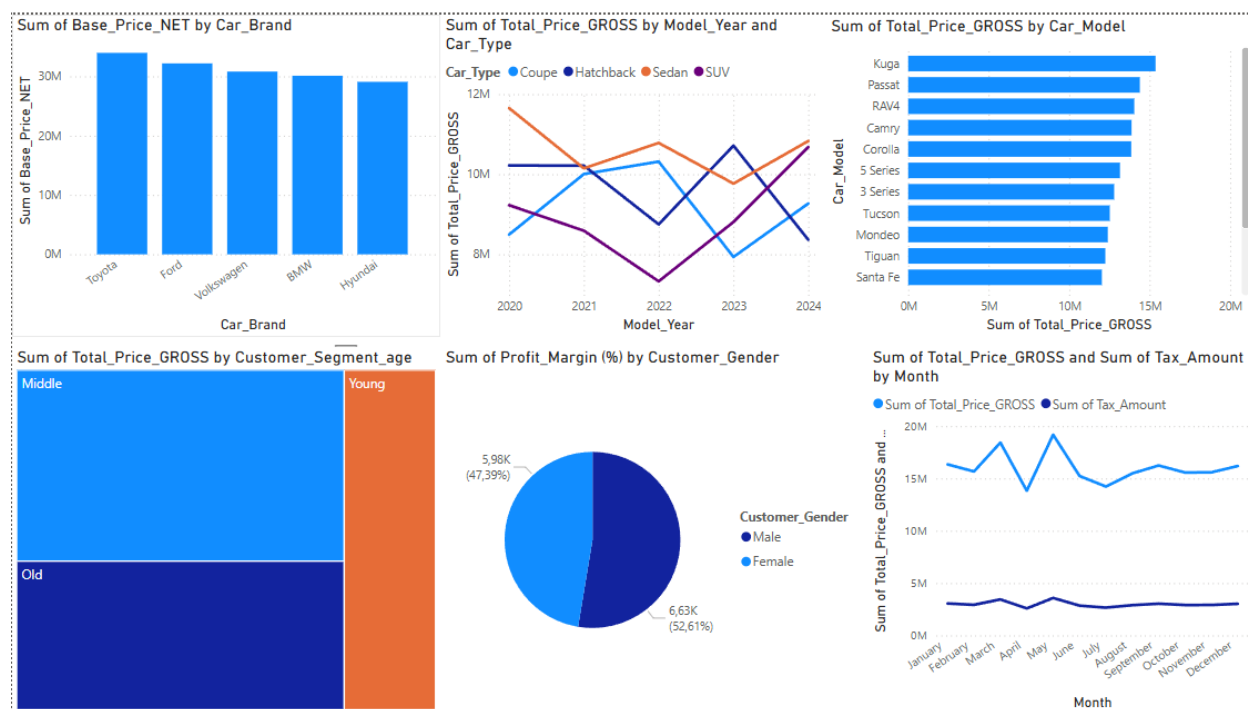 Sum of Base_Price_NET by Car_Brand
Sum of Base_Price_NET
30M
20M
10M
0M
Toyota
Ford
Volkswagen
BMW
Hyundai
Car_Brand
Sum of Total_Price_GROSS by Model_Year and
Car_Type
Car_Type Coupe Hatchback Sedan SUV
Sum of Total_Price_GROSS
12M
10M
8M
2020 2021 2022 2023 2024
Model_Year
Sum of Total_Price_GROSS by Car_Model
Car_Model
Kuga
Passat
RAV4
Camry
Corolla
5 Series
3 Series
Tucson
Mondeo
Tiguan
Santa Fe
0M 5M 10M 15M 20M
Sum of Total_Price_GROSS
Sum of Total_Price_GROSS by Customer_Segment_age
Middle
Young
Old
Sum of Profit_Margin (%) by Customer_Gender
5,98K
(47,39%)
6,63K
(52,61%)
Customer_Gender
Male
Female
Sum of Total_Price_GROSS and Sum of Tax_Amount
by Month
Sum of Total_Price_GROSS Sum of Tax_Amount
Sum of Total_Price_GROSS and ...
20M
15M
10M
5M
0M
January
February
March
April
May
June
July
August
September
October
November
December
Month